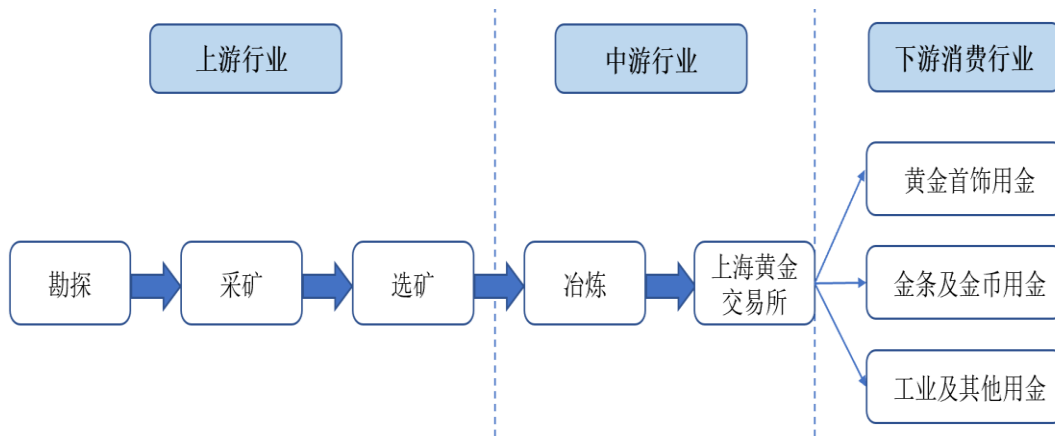 上游行业
中游行业
下游消费行业
黄金首饰用金
勘探
采矿
选矿
冶炼
上海黄金
交易所
金条及金币用金
工业及其他用金